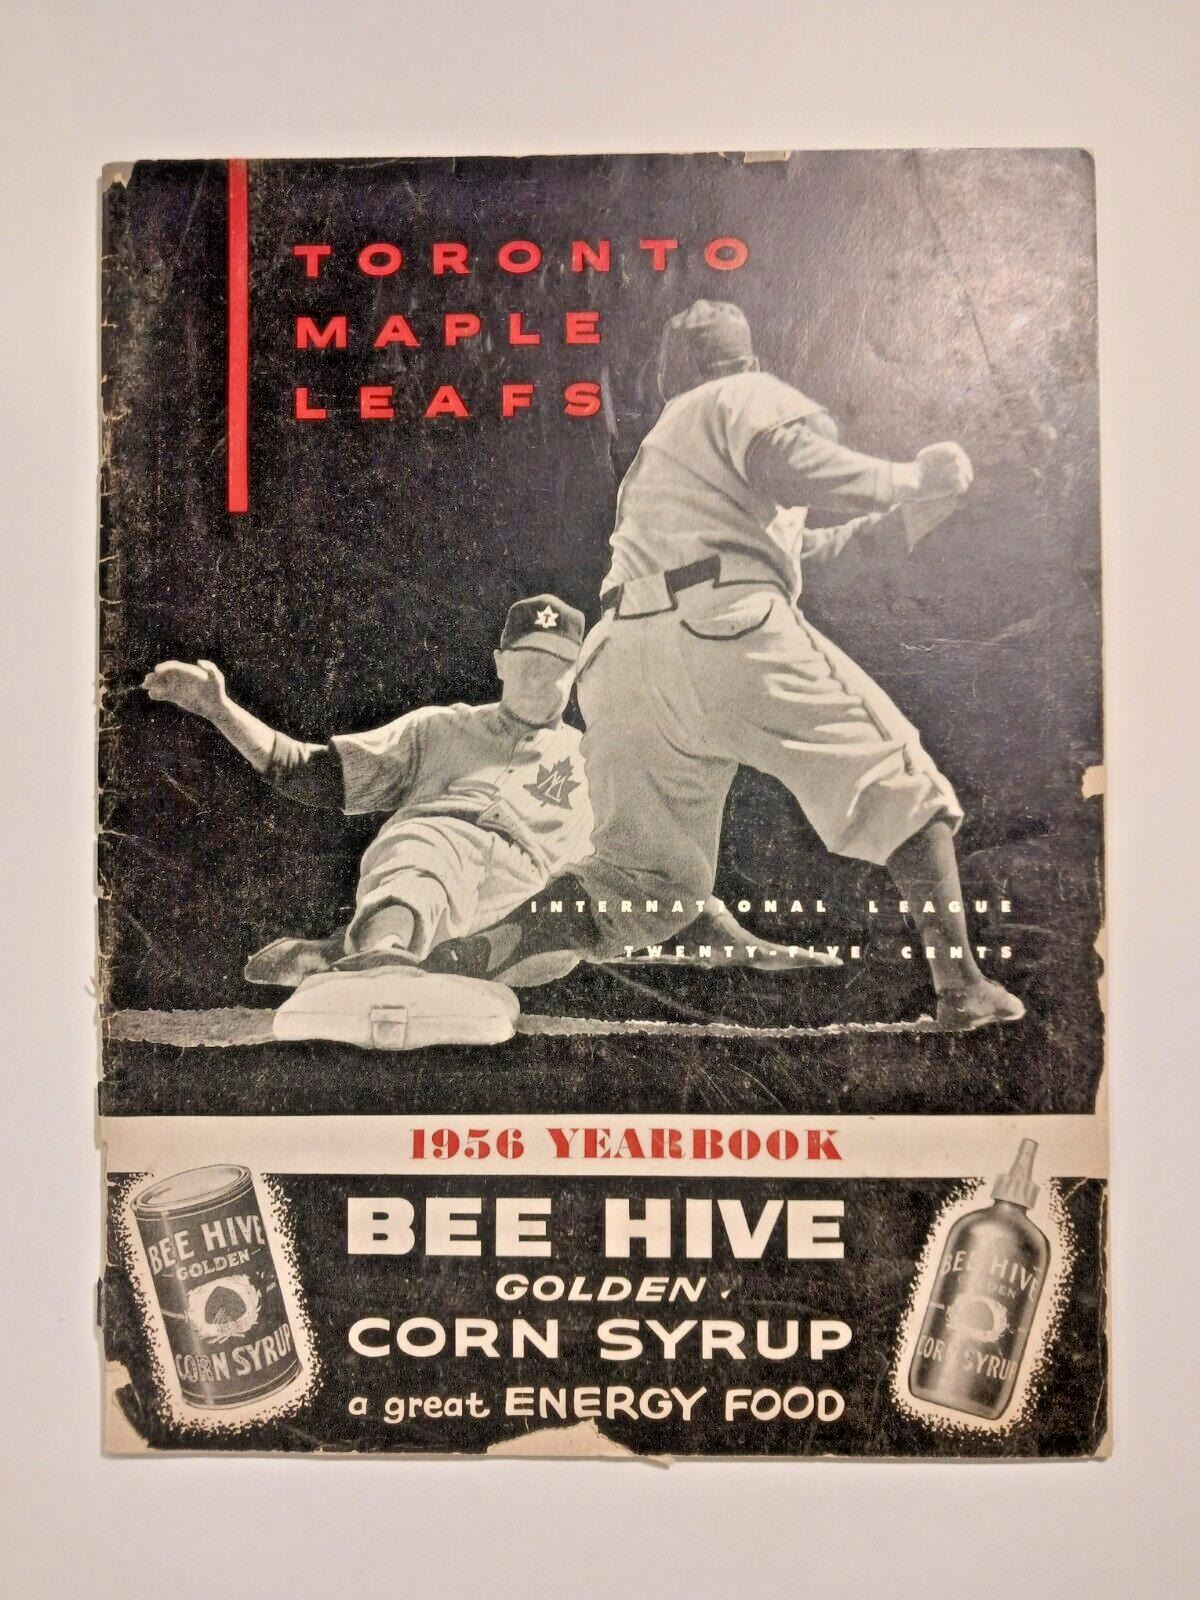 TORONTO
MAPLE
LEAFS
T
M
INTERNATIONAL LEAGUE
TWENTY-FIVE CENTS
1956 YEARBOOK
BEE HIVE
GOLDEN
CORN SYRUP
a great ENERGY FOOD
BEE HIVE
GOLDEN
CORN SYRUP
BEE HIVE
GOLDEN
CORN SYRUP